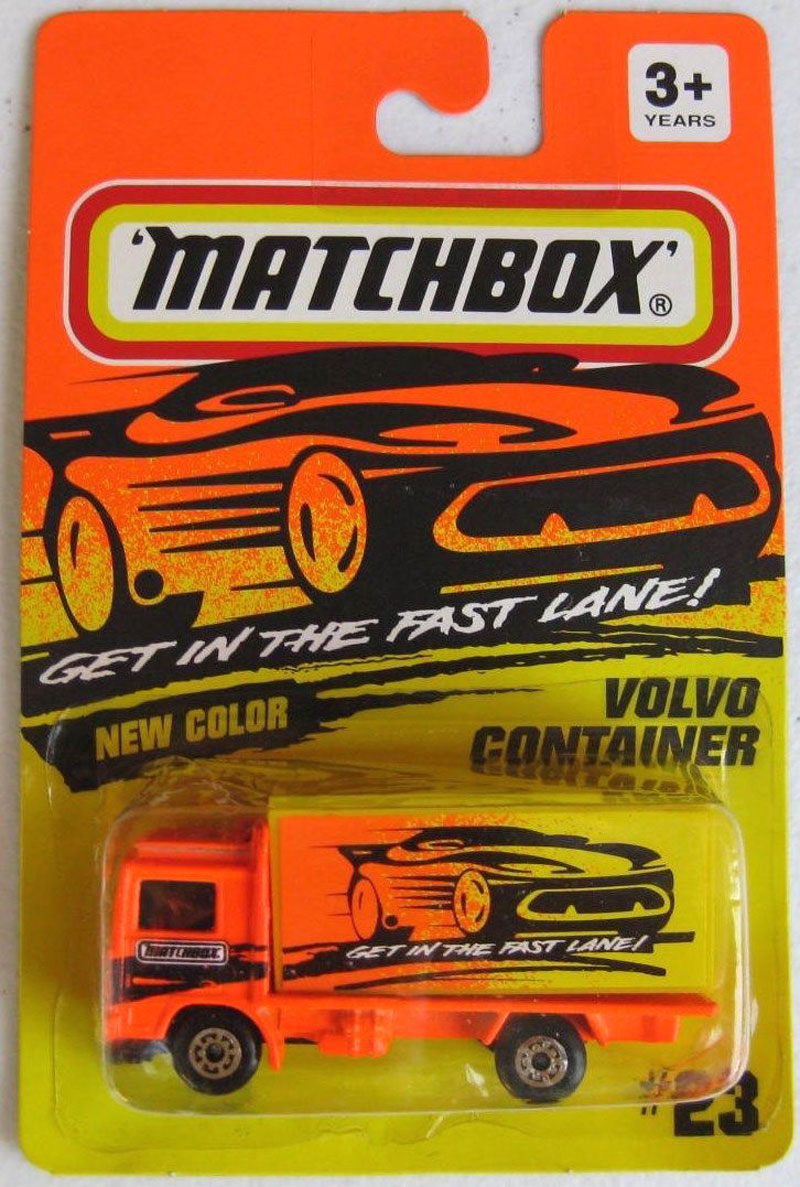 3+
YEARS
'MATCHBOX'®
GET IN THE FAST LANE!
NEW COLOR
VOLVO
CONTAINER
GET IN THE FAST LANE!
MATCHBOX
#23